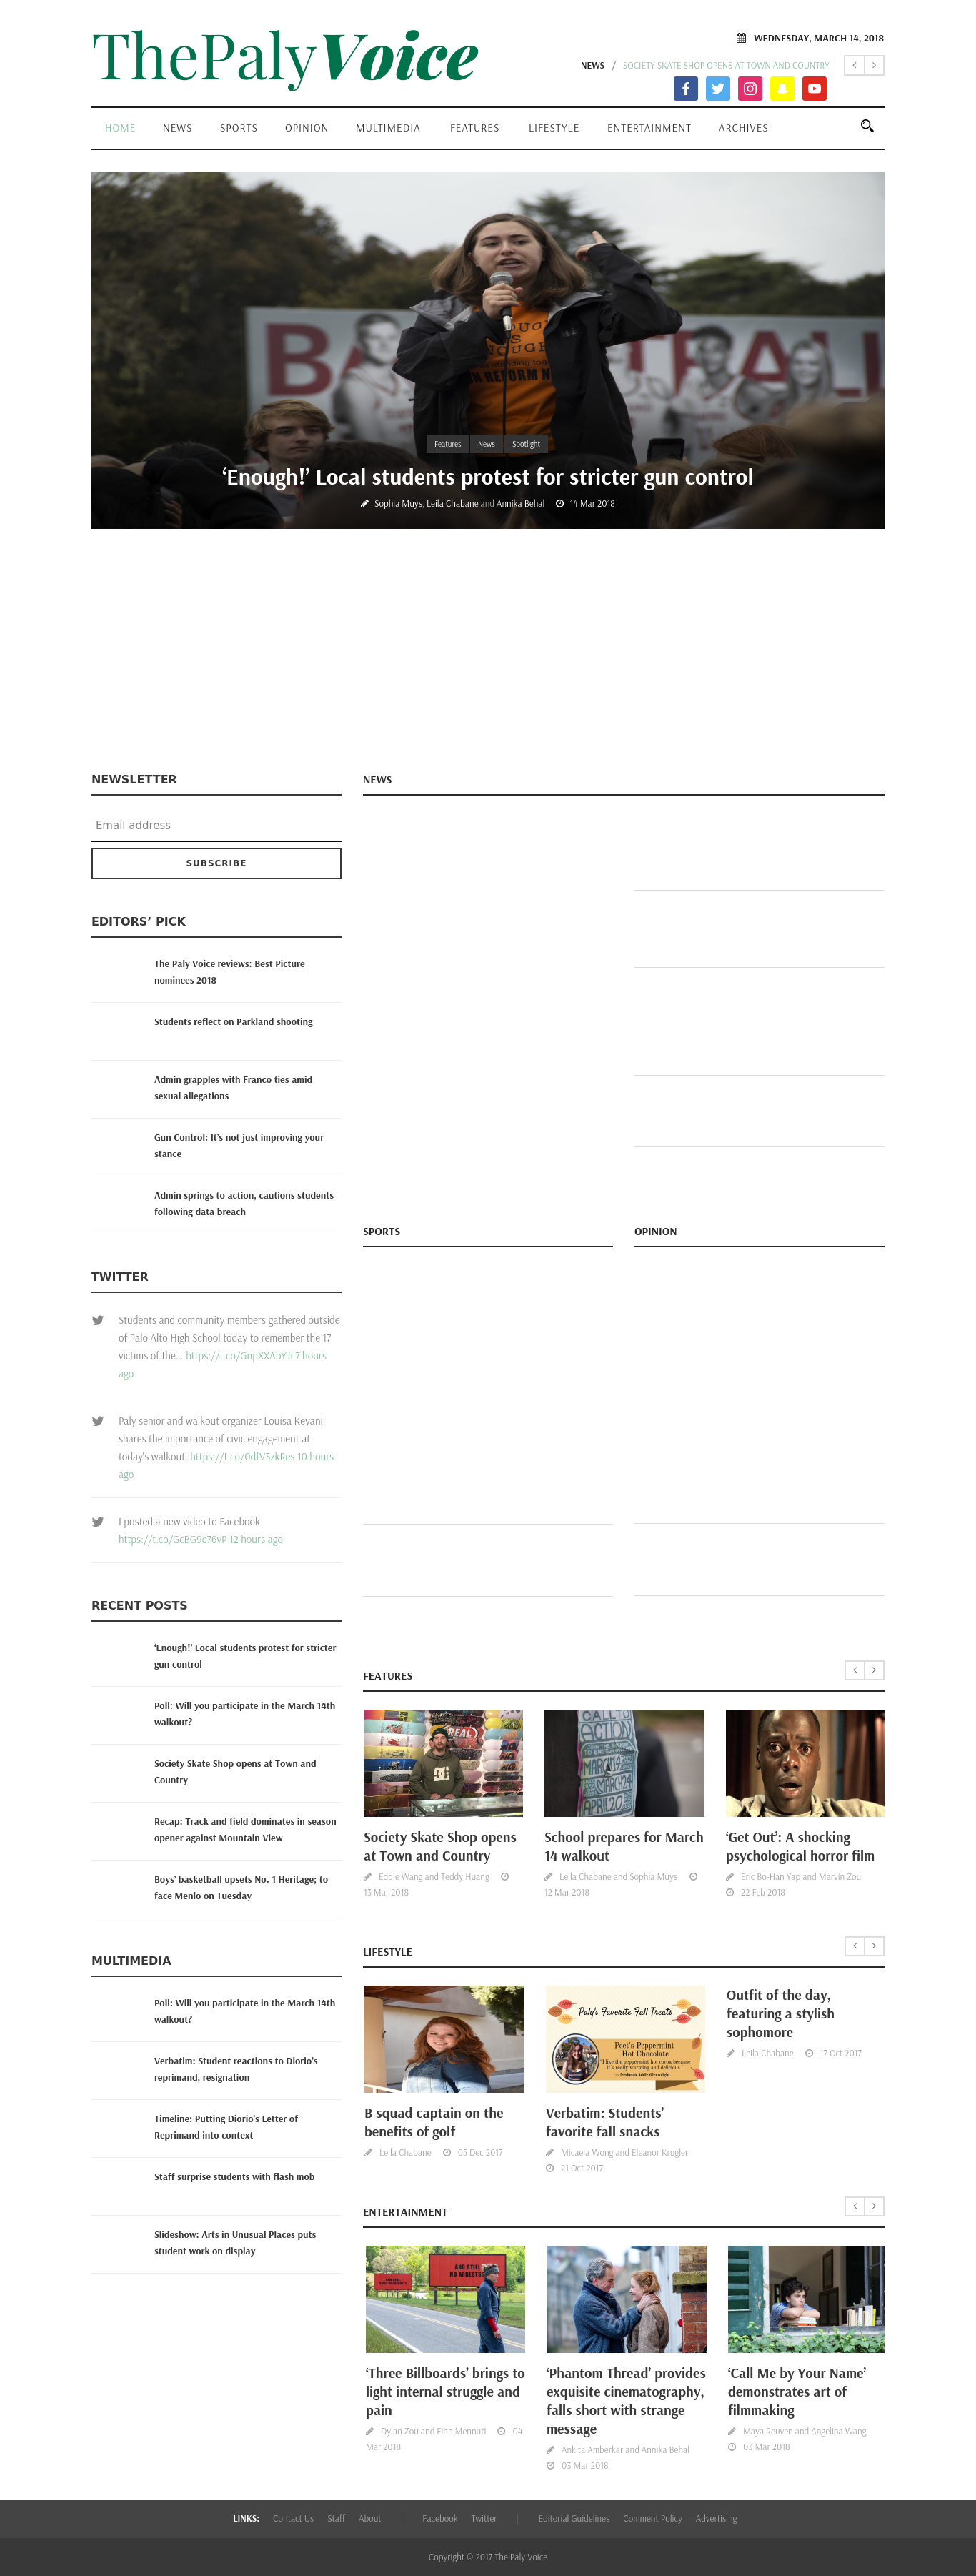 ThePalyVoice
WEDNESDAY, MARCH 14, 2018
NEWS / SOCIETY SKATE SHOP OPENS AT TOWN AND COUNTRY
HOME NEWS SPORTS OPINION MULTIMEDIA FEATURES LIFESTYLE ENTERTAINMENT ARCHIVES
Features News Spotlight
‘Enough!’ Local students protest for stricter gun control
Sophia Muys, Leila Chabane and Annika Behal 14 Mar 2018
NEWSLETTER
Email address
SUBSCRIBE
EDITORS’ PICK
The Paly Voice reviews: Best Picture
nominees 2018
Students reflect on Parkland shooting
Admin grapples with Franco ties amid
sexual allegations
Gun Control: It’s not just improving your
stance
Admin springs to action, cautions students
following data breach
TWITTER
Students and community members gathered outside
of Palo Alto High School today to remember the 17
victims of the... https://t.co/GnpXXAbYJi 7 hours
ago
Paly senior and walkout organizer Louisa Keyani
shares the importance of civic engagement at
today’s walkout. https://t.co/0dfV3zkRes 10 hours
ago
I posted a new video to Facebook
https://t.co/GcBG9e76vP 12 hours ago
RECENT POSTS
‘Enough!’ Local students protest for stricter
gun control
Poll: Will you participate in the March 14th
walkout?
Society Skate Shop opens at Town and
Country
Recap: Track and field dominates in season
opener against Mountain View
Boys’ basketball upsets No. 1 Heritage; to
face Menlo on Tuesday
MULTIMEDIA
Poll: Will you participate in the March 14th
walkout?
Verbatim: Student reactions to Diorio’s
reprimand, resignation
Timeline: Putting Diorio’s Letter of
Reprimand into context
Staff surprise students with flash mob
Slideshow: Arts in Unusual Places puts
student work on display
NEWS
SPORTS
OPINION
FEATURES
REAL
DC
CALL TO
ACTION
MARCH 14
MARCH 24
APRIL 20
Society Skate Shop opens
at Town and Country
Eddie Wang and Teddy Huang
13 Mar 2018
School prepares for March
14 walkout
Leila Chabane and Sophia Muys
12 Mar 2018
‘Get Out’: A shocking
psychological horror film
Eric Bo-Han Yap and Marvin Zou
22 Feb 2018
LIFESTYLE
B squad captain on the
benefits of golf
Leila Chabane 05 Dec 2017
Paly's Favorite Fall Treats
Peet's Peppermint
Hot Chocolate
Verbatim: Students’
favorite fall snacks
Micaela Wong and Eleanor Krugler
21 Oct 2017
Outfit of the day,
featuring a stylish
sophomore
Leila Chabane 17 Oct 2017
ENTERTAINMENT
AND STILL
NO ARRESTS?
‘Three Billboards’ brings to
light internal struggle and
pain
Dylan Zou and Finn Mennuti 04
Mar 2018
‘Phantom Thread’ provides
exquisite cinematography,
falls short with strange
message
Ankita Amberkar and Annika Behal
03 Mar 2018
‘Call Me by Your Name’
demonstrates art of
filmmaking
Maya Reuven and Angelina Wang
03 Mar 2018
LINKS: Contact Us Staff About | Facebook Twitter | Editorial Guidelines Comment Policy Advertising
Copyright © 2017 The Paly Voice